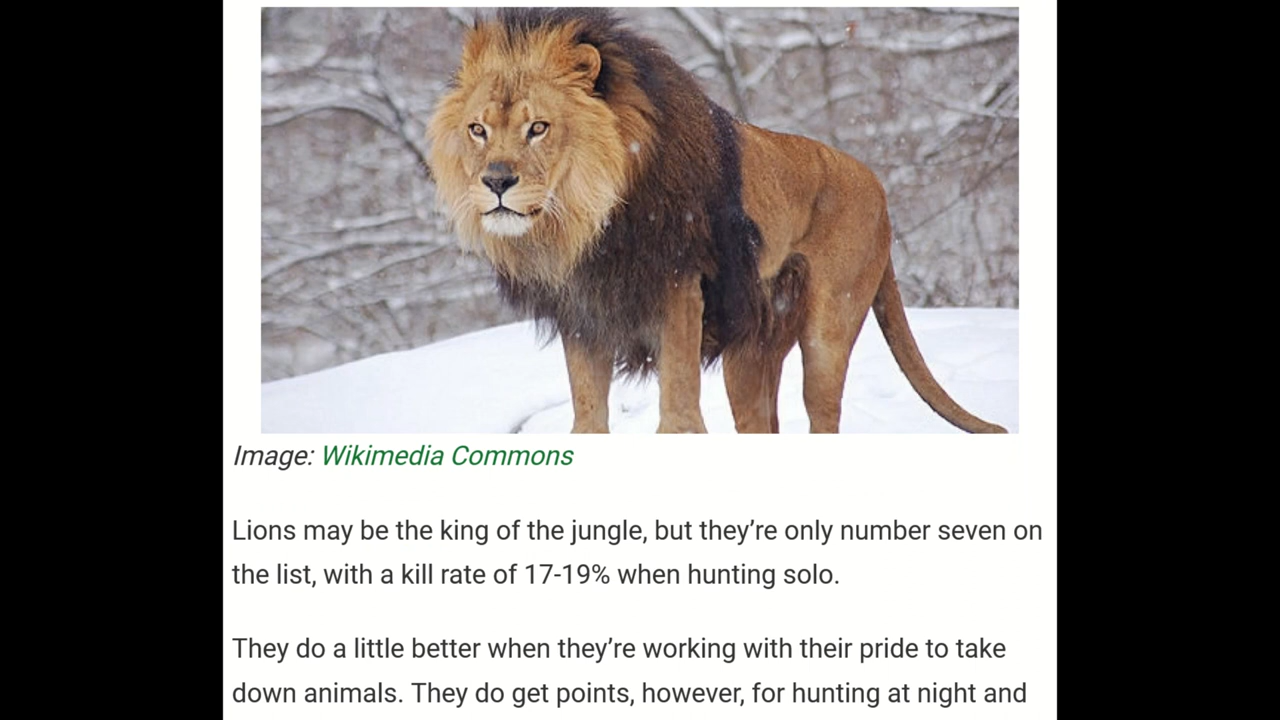 Image: Wikimedia Commons
Lions may be the king of the jungle, but they’re only number seven on
the list, with a kill rate of 17-19% when hunting solo.
They do a little better when they’re working with their pride to take
down animals. They do get points, however, for hunting at night and